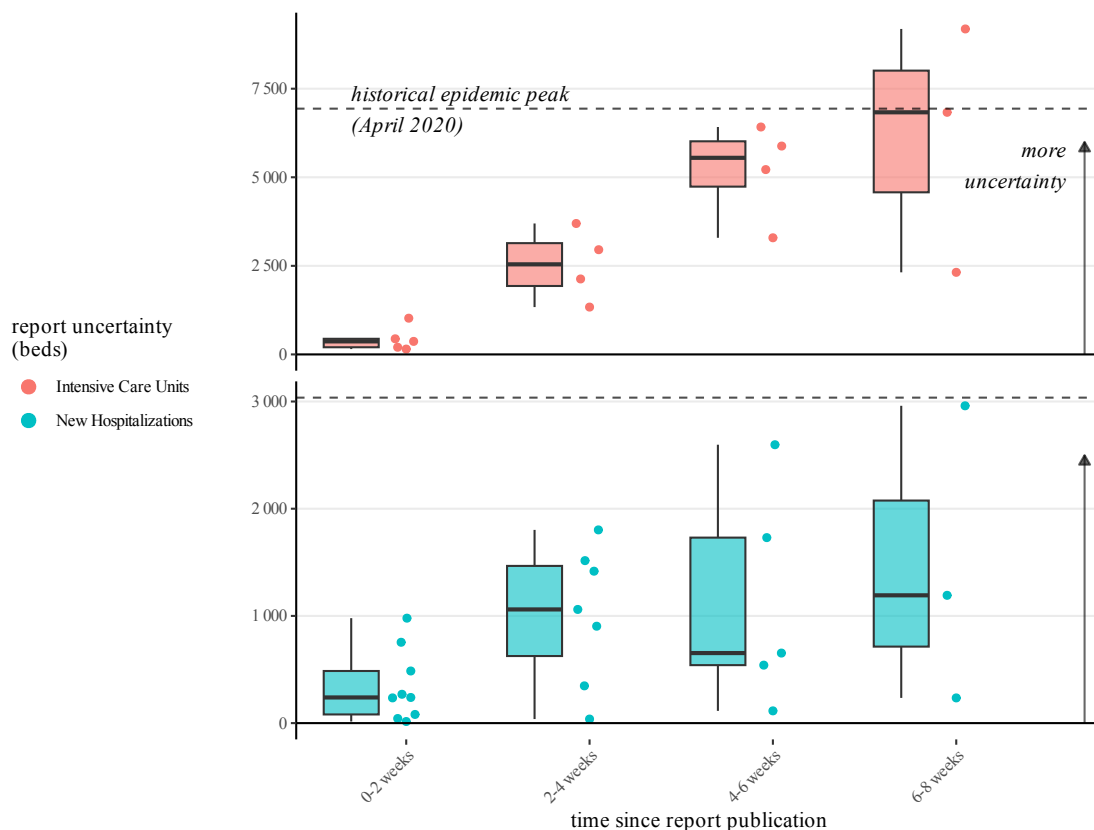 historical epidemic peak
(April 2020)
more
uncertainty
7 500
5 000
2 500
0
report uncertainty
(beds)
Intensive Care Units
New Hospitalizations
3 000
2 000
1 000
0
0-2 weeks
2-4 weeks
4-6 weeks
6-8 weeks
time since report publication